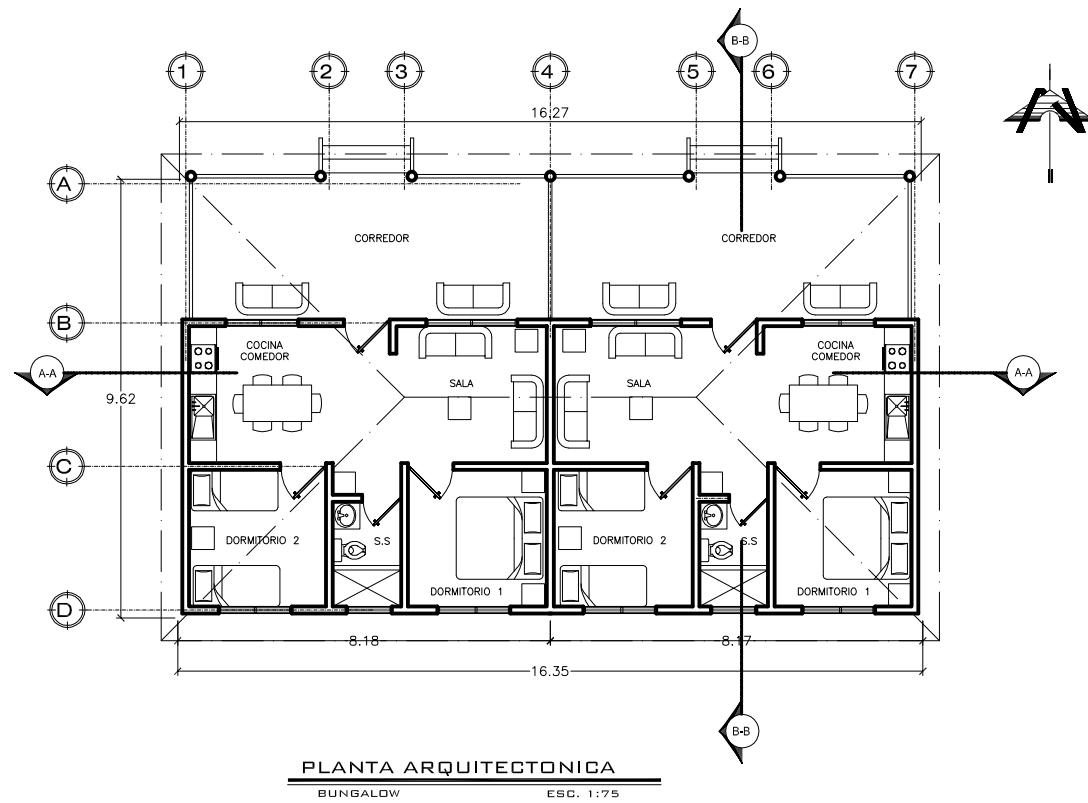 B-B
1 2 3 4 5 6 7
16.27
N
A
CORREDOR CORREDOR
B
COCINA
COMEDOR
COCINA
COMEDOR
A-A A-A
SALA SALA
9.62
C
DORMITORIO 2 S.S DORMITORIO 2 S.S
DORMITORIO 1 DORMITORIO 1
D
8.18 8.17
16.35
B-B
PLANTA ARQUITECTONICA
BUNGALOW ESC. 1:75